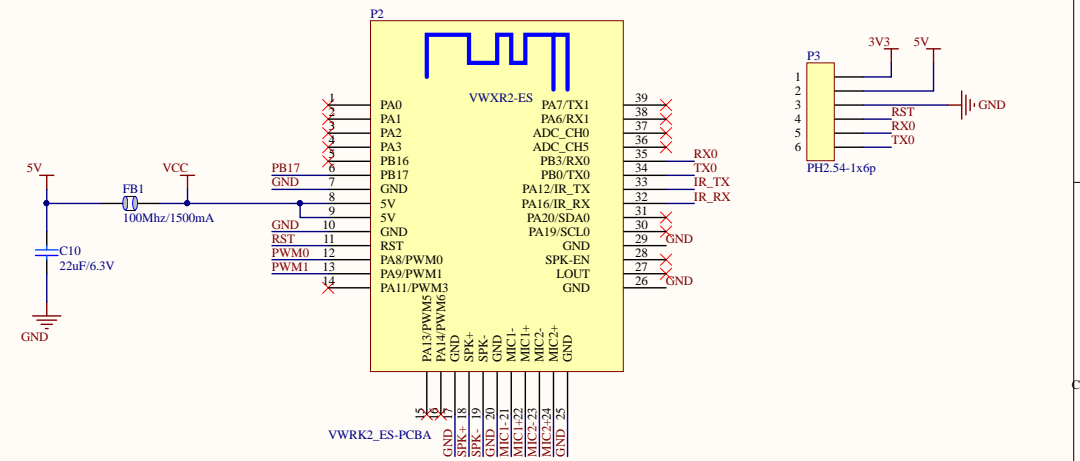 P2
VWXR2-ES
1 PA0 PA7/TX1 39
2 PA1 PA6/RX1 38
3 PA2 ADC_CH0 37
4 PA3 ADC_CH5 36
5 PB16 PB3/RX0 35 RX0
PB17 6 PB17 PB0/TX0 34 TX0
GND 7 GND PA12/IR_TX 33 IR_TX
8 5V PA16/IR_RX 32 IR_RX
9 5V PA20/SDA0 31
GND 10 GND PA19/SCL0 30
RST 11 RST GND 29 GND
PWM0 12 PA8/PWM0 SPK-EN 28
PWM1 13 PA9/PWM1 LOUT 27
14 PA11/PWM3 GND 26 GND
PA13/PWM5
PA14/PWM6
GND
SPK+
SPK-
GND
MIC1-
MIC1+
MIC2-
MIC2+
GND
15
16
GND 17
SPK+ 18
SPK- 19
GND 20
MIC1- 21
MIC1+ 22
MIC2- 23
MIC2+ 24
GND 25
VWRK2_ES-PCBA
5V
FB1
VCC
100Mhz/1500mA
C10
22uF/6.3V
GND
3V3 5V
P3
1
2
3 GND
4 RST
5 RX0
6 TX0
PH2.54-1x6p
C